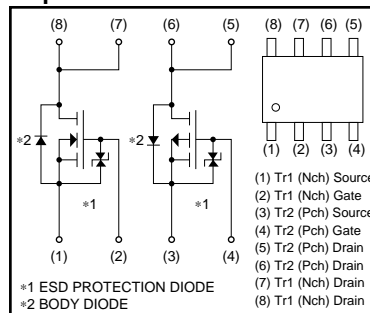 (8) (7) (6) (5)
(8) (7) (6) (5)
∗2
∗2
∗1
∗1
(1) (2) (3) (4)
(1) (2) (3) (4)
(1) Tr1 (Nch) Source
(2) Tr1 (Nch) Gate
(3) Tr2 (Pch) Source
(4) Tr2 (Pch) Gate
(5) Tr2 (Pch) Drain
(6) Tr2 (Pch) Drain
(7) Tr1 (Nch) Drain
(8) Tr1 (Nch) Drain
∗1 ESD PROTECTION DIODE
∗2 BODY DIODE